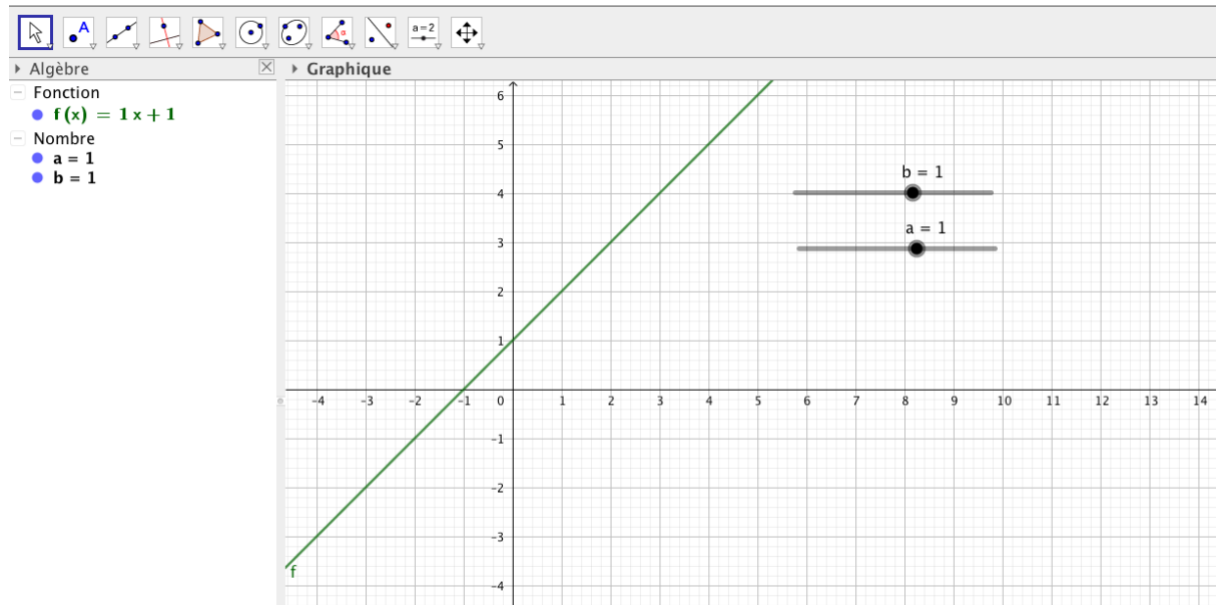 A
a=2
Algèbre
Graphique
Fonction
f(x) = 1 x + 1
Nombre
a = 1
b = 1
6
5
4
3
2
1
-4 -3 -2 -1 0 1 2 3 4 5 6 7 8 9 10 11 12 13 14
-1
-2
-3
-4
b = 1
a = 1
f